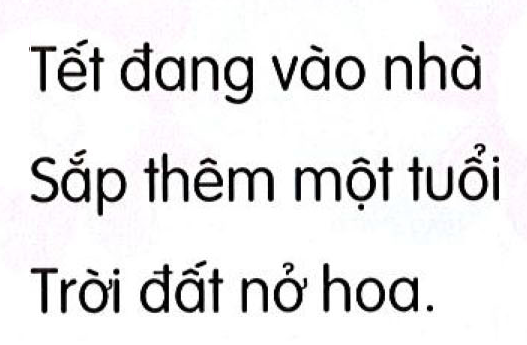 Tết đang vào nhà
Sắp thêm một tuổi
Trời đất nở hoa.